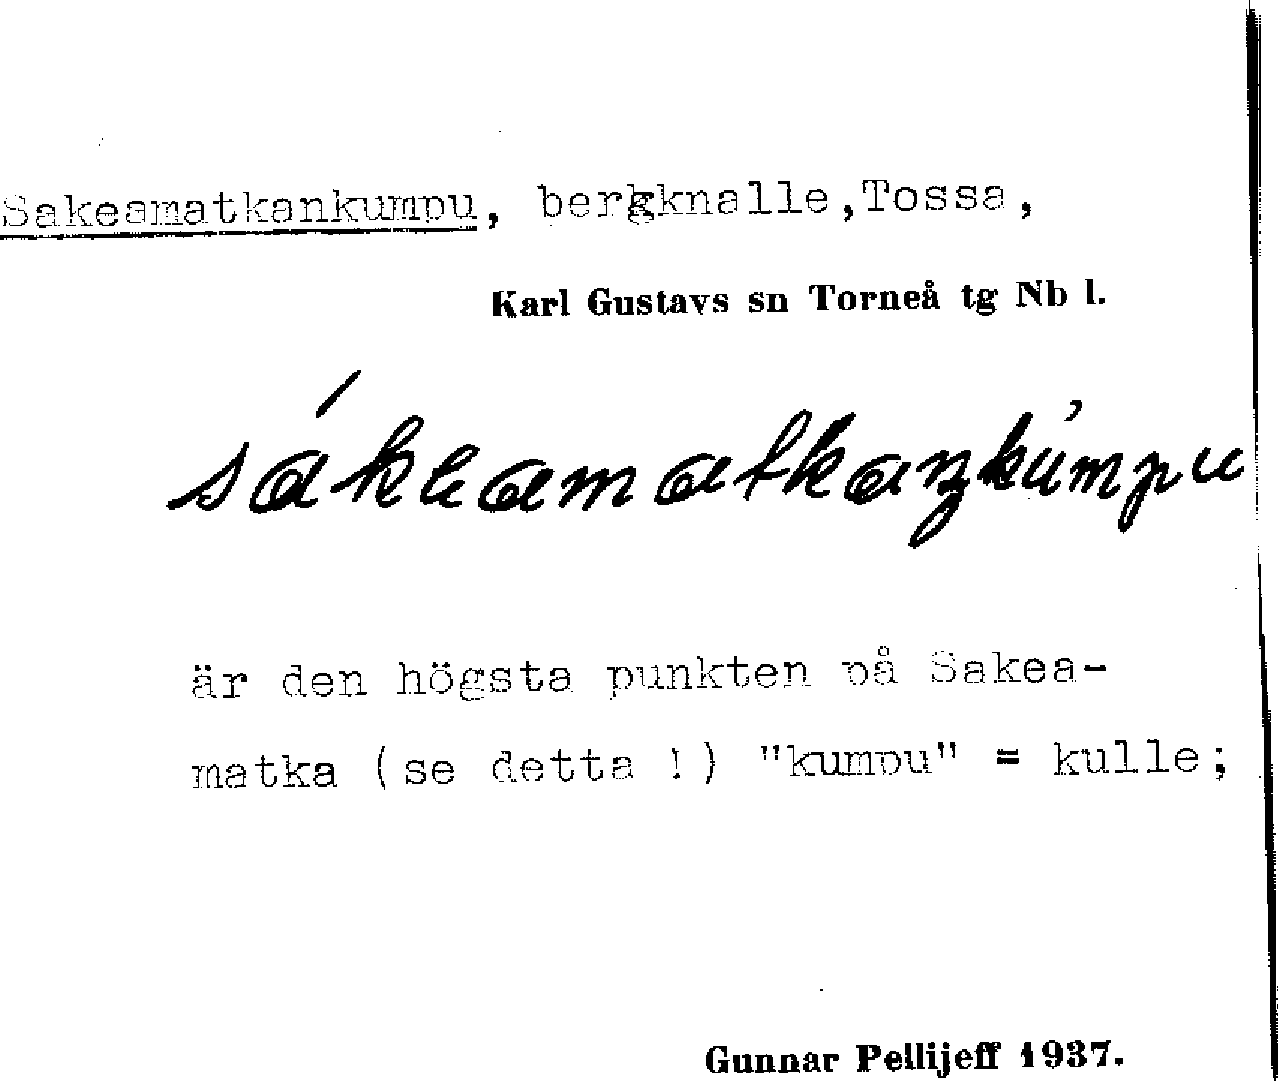 Sakeamatkankumpu, bergknalle,Tossa,
Karl Gustavs sn Torneå tg Nb l.
sákeamatkaŋkùmpu
är den högsta punkten på Sakea-
matka (se detta !) "kumpu" = kulle;
Gunnar Pellijeff 1937.